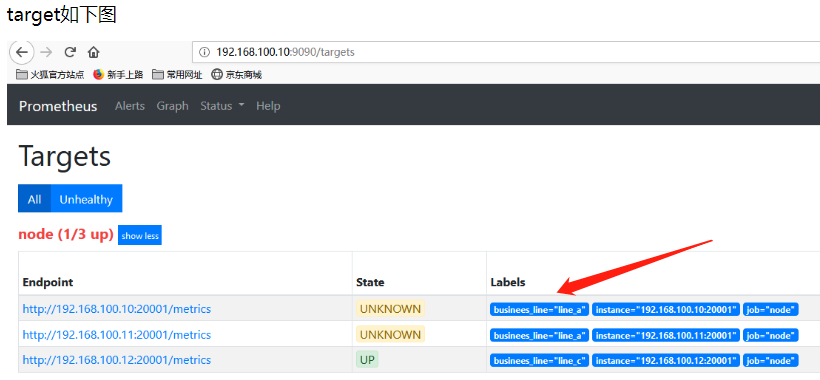 target如下图
192.168.100.10:9090/targets
火狐官方站点 新手上路 常用网址 京东商城
Prometheus Alerts Graph Status Help
Targets
All Unhealthy
node (1/3 up) show less
Endpoint State Labels
http://192.168.100.10:20001/metrics UNKNOWN businees_line="line_a" instance="192.168.100.10:20001" job="node"
http://192.168.100.11:20001/metrics UNKNOWN businees_line="line_a" instance="192.168.100.11:20001" job="node"
http://192.168.100.12:20001/metrics UP businees_line="line_c" instance="192.168.100.12:20001" job="node"